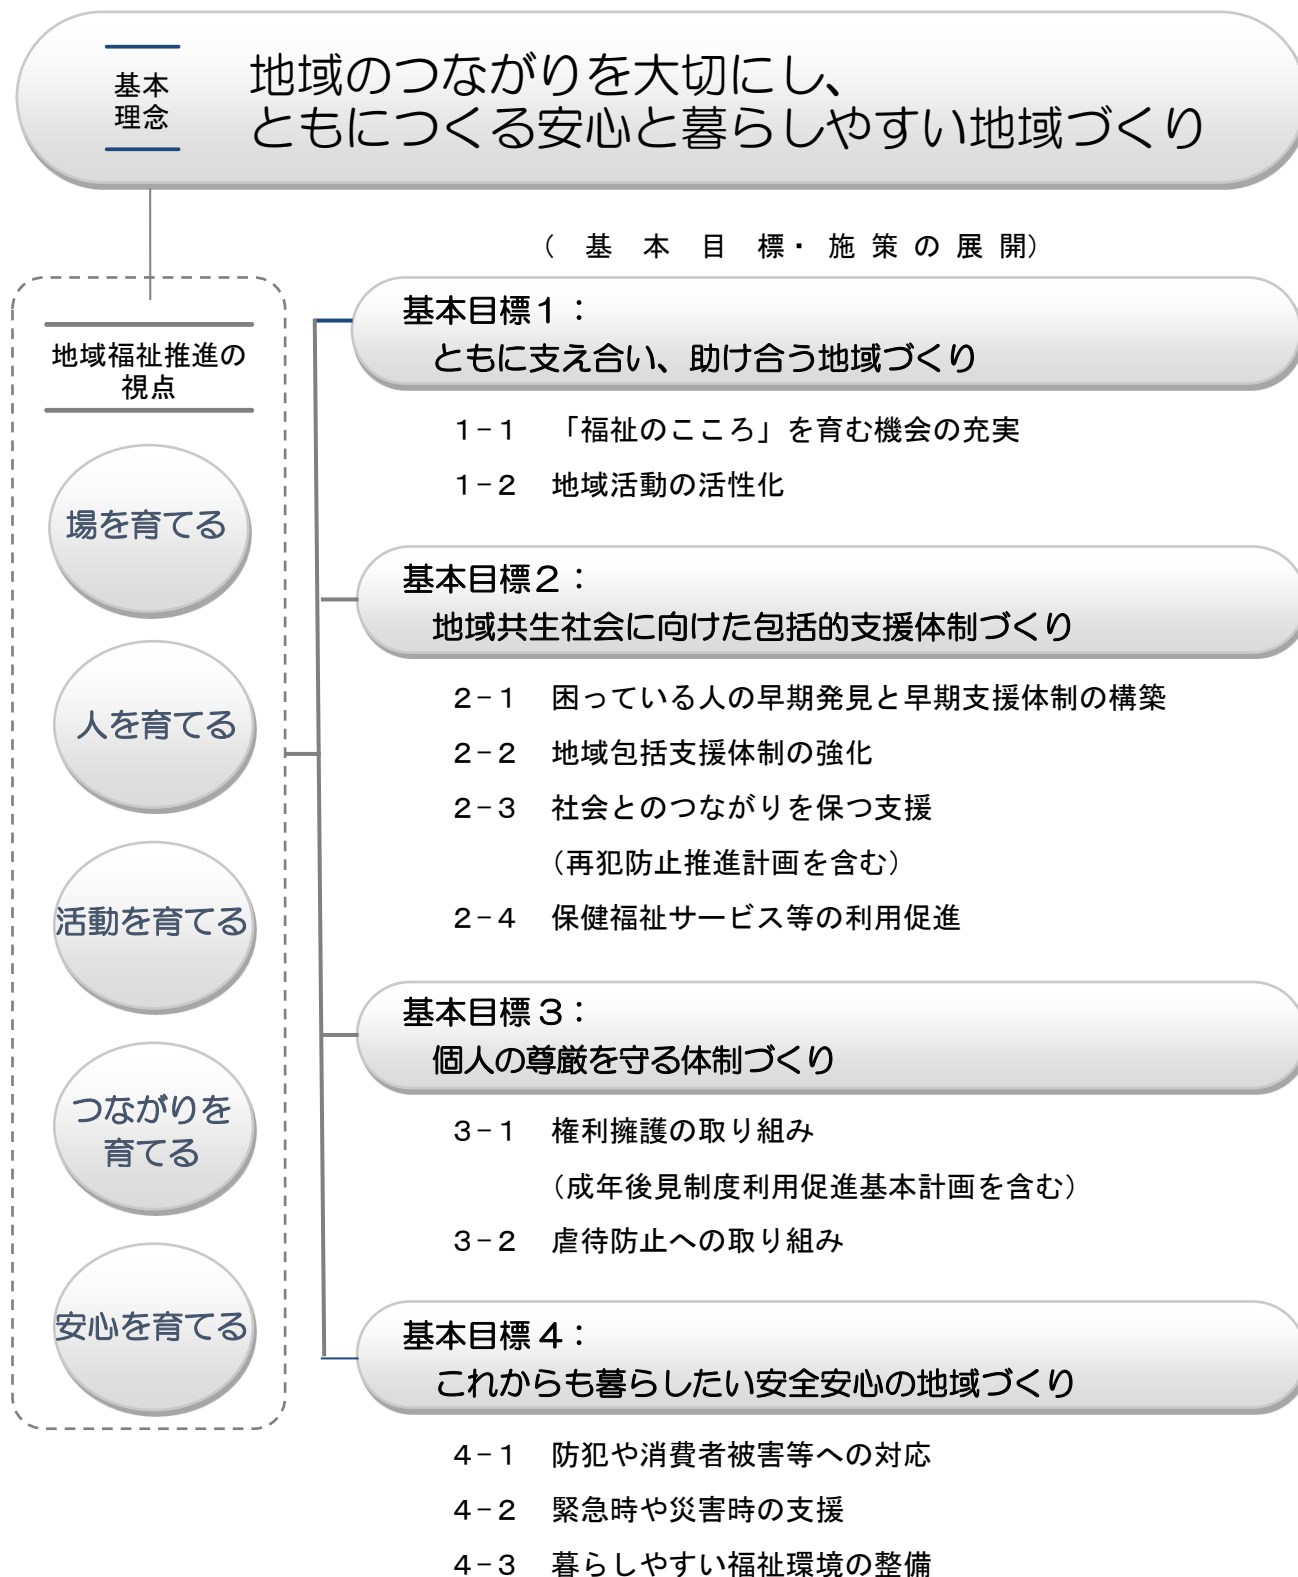 基本
理念
地域のつながりを大切にし、
ともにつくる安心と暮らしやすい地域づくり
（基本目標・施策の展開）
地域福祉推進の
視点
場を育てる
人を育てる
活動を育てる
つながりを
育てる
安心を育てる
基本目標１：
ともに支え合い、助け合う地域づくり
１－１　「福祉のこころ」を育む機会の充実
１－２　地域活動の活性化
基本目標２：
地域共生社会に向けた包括的支援体制づくり
２－１　困っている人の早期発見と早期支援体制の構築
２－２　地域包括支援体制の強化
２－３　社会とのつながりを保つ支援
（再犯防止推進計画を含む）
２－４　保健福祉サービス等の利用促進
基本目標３：
個人の尊厳を守る体制づくり
３－１　権利擁護の取り組み
（成年後見制度利用促進基本計画を含む）
３－２　虐待防止への取り組み
基本目標４：
これからも暮らしたい安全安心の地域づくり
４－１　防犯や消費者被害等への対応
４－２　緊急時や災害時の支援
４－３　暮らしやすい福祉環境の整備